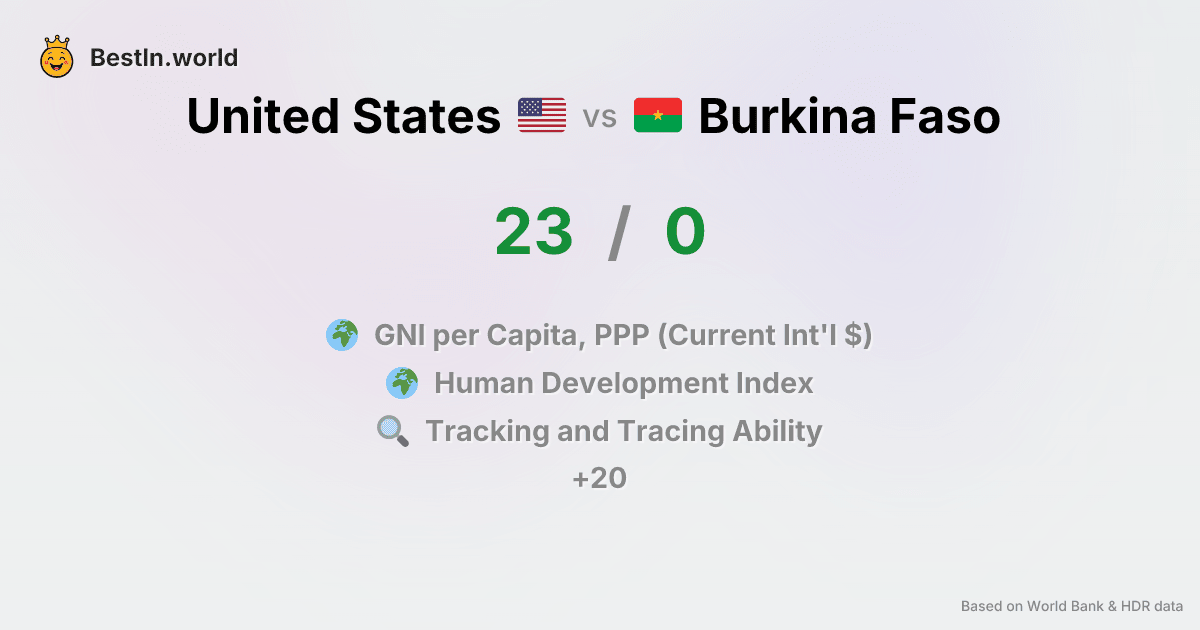 BestIn.world
United States vs Burkina Faso
23 / 0
GNI per Capita, PPP (Current Int'l $)
Human Development Index
Tracking and Tracing Ability
+20
Based on World Bank & HDR data